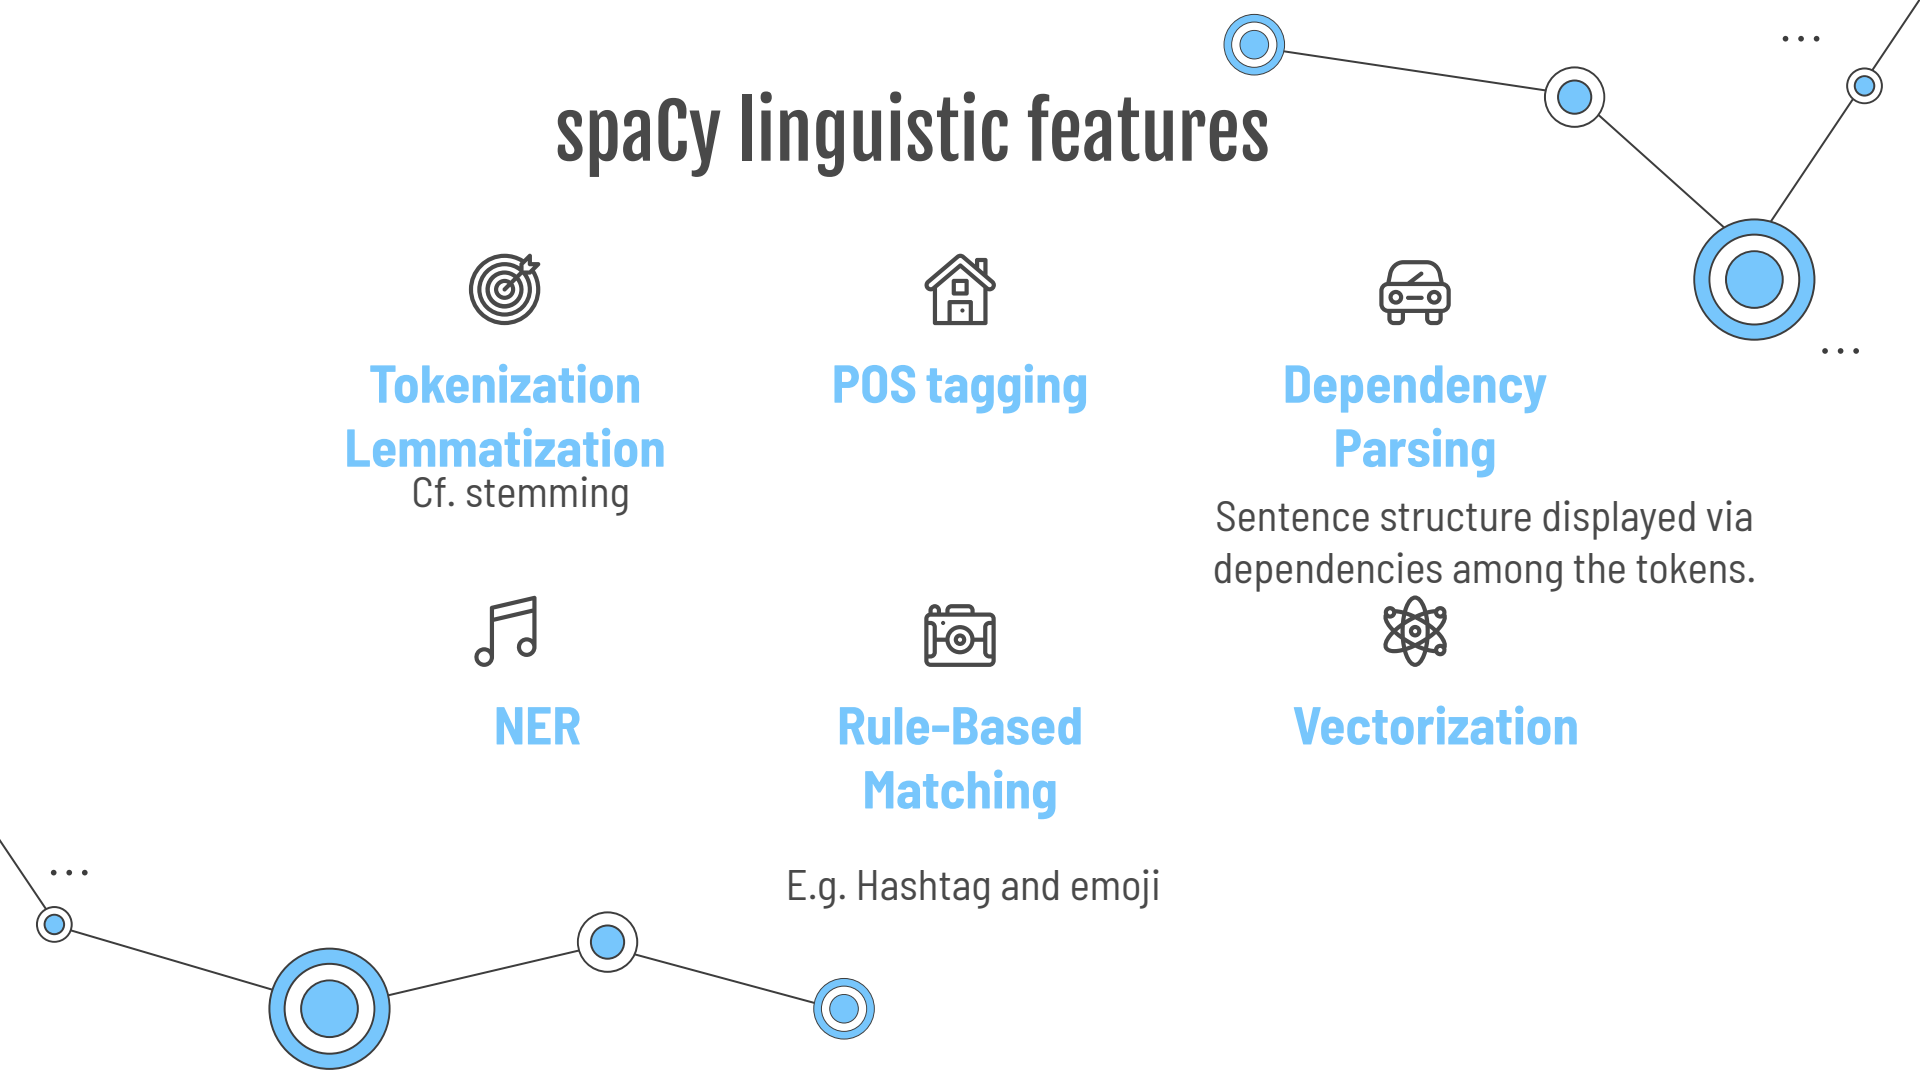 spaCy linguistic features
Tokenization
Lemmatization
Cf. stemming
POS tagging
Dependency
Parsing
Sentence structure displayed via
dependencies among the tokens.
NER
Rule-Based
Matching
E.g. Hashtag and emoji
Vectorization